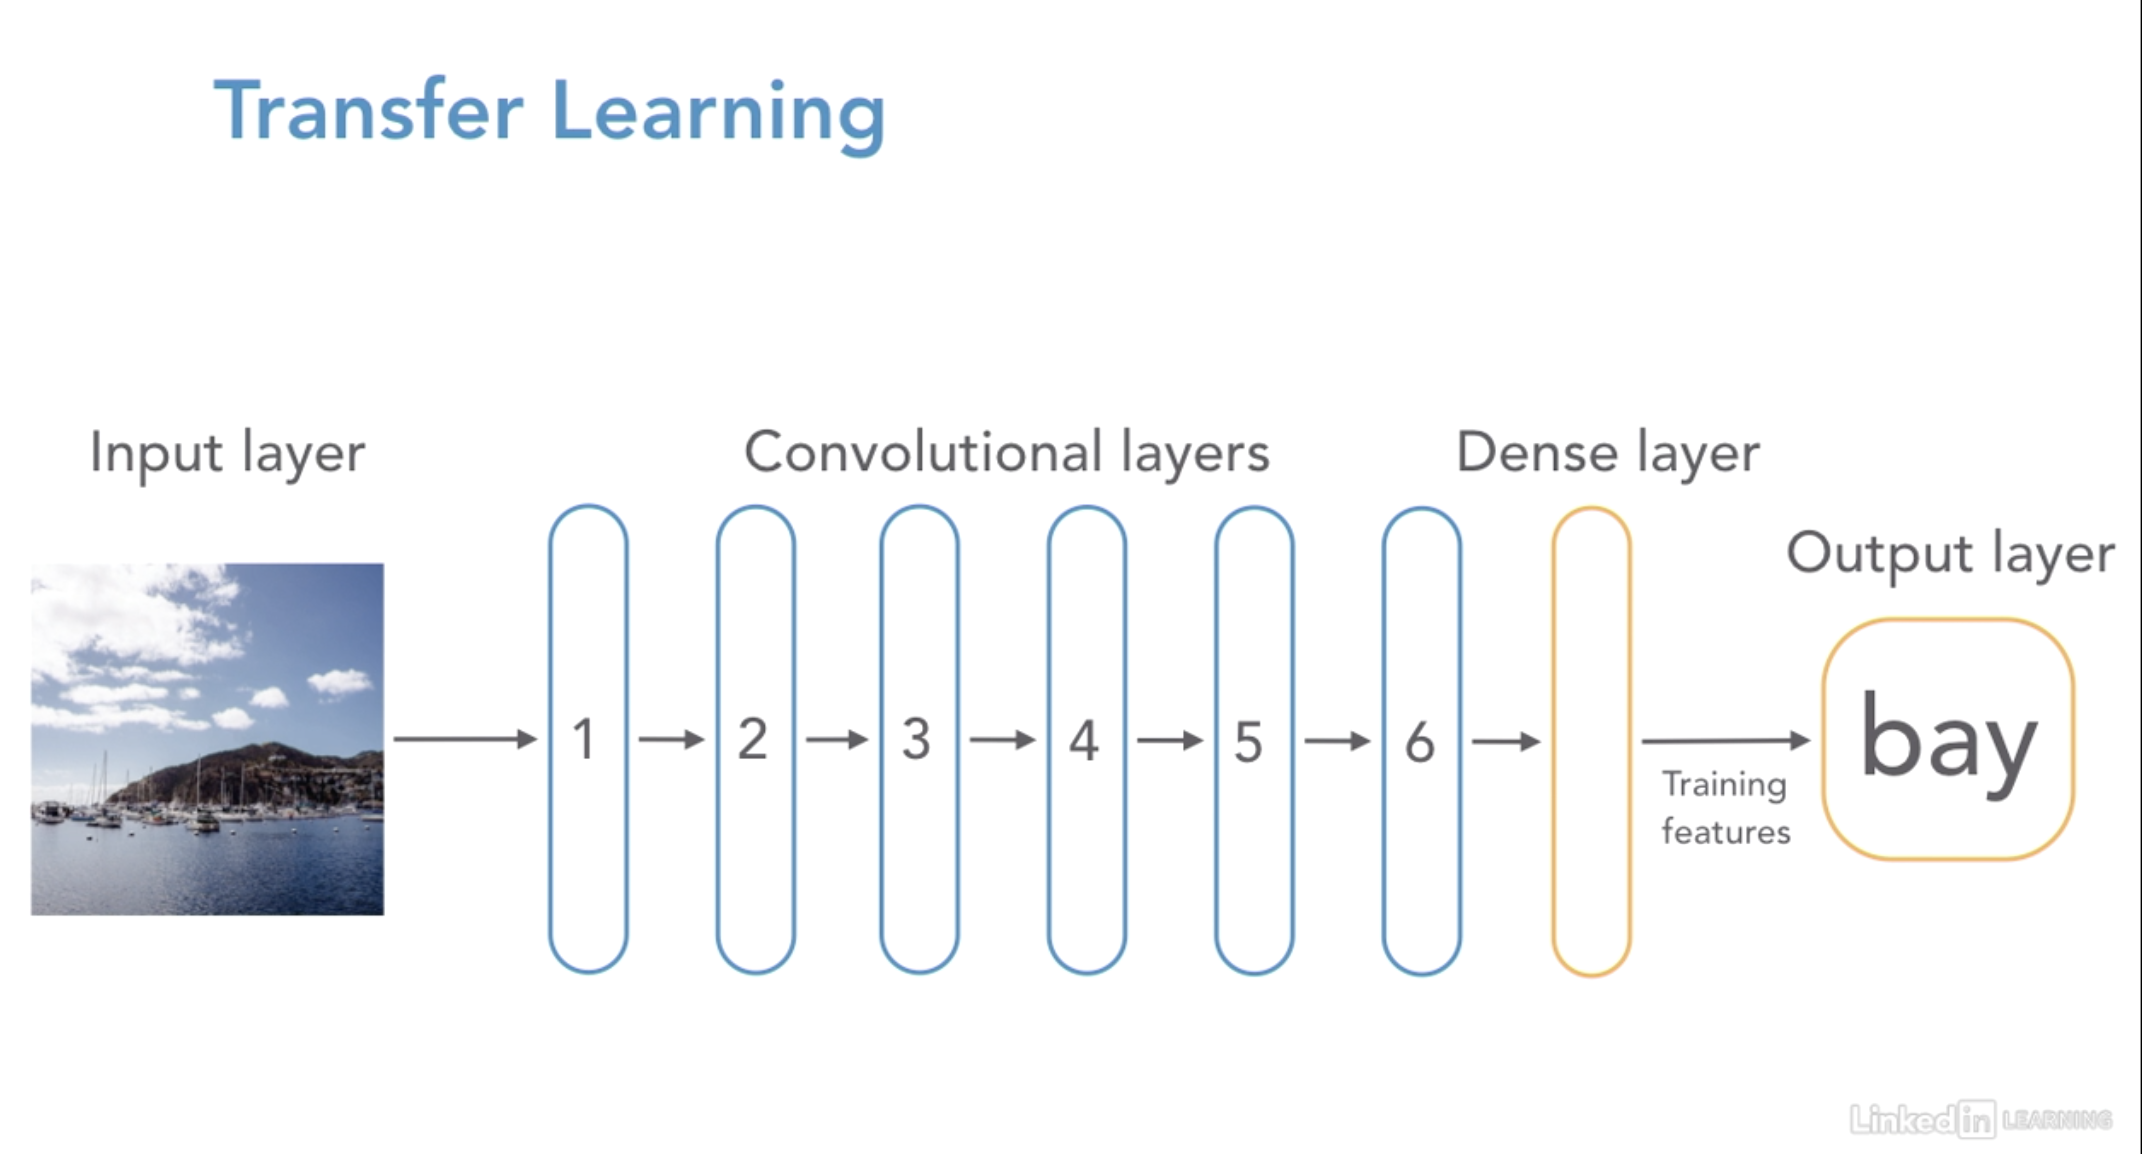 Transfer Learning
Input layer
Convolutional layers
Dense layer
Output layer
1
2
3
4
5
6
Training
features
bay
Linked in LEARNING